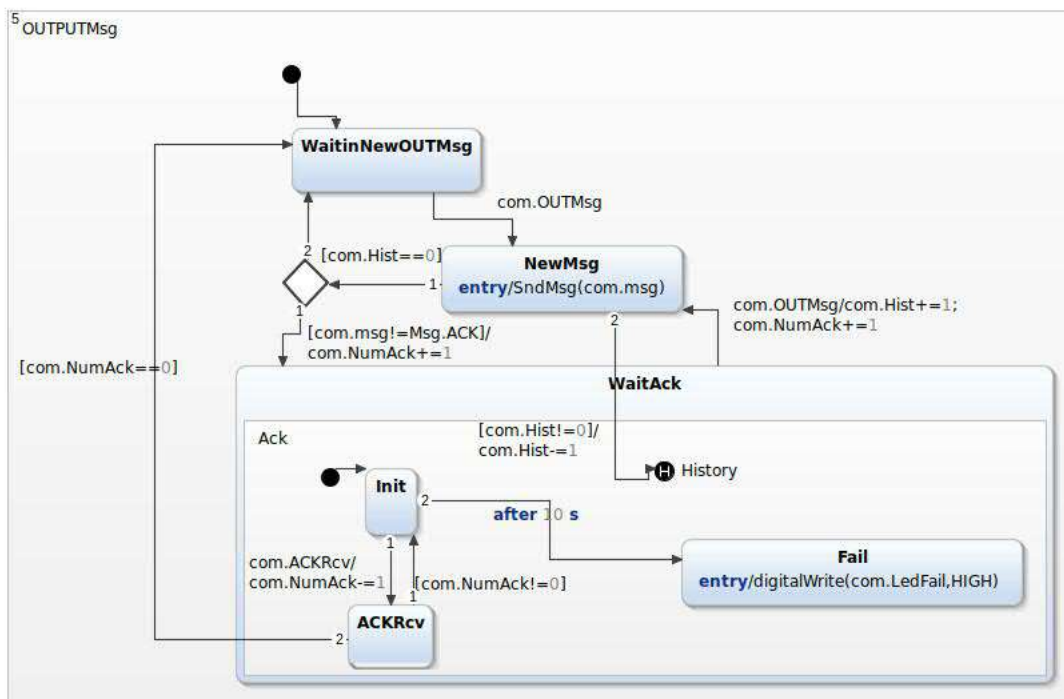 5
OUTPUTMsg
WaitinNewOUTMsg
com.OUTMsg
2
[com.Hist==0]
NewMsg
entry/SndMsg(com.msg)
1
1
2
com.OUTMsg/com.Hist+=1;
com.NumAck+=1
[com.msg!=Msg.ACK]/
com.NumAck+=1
[com.NumAck==0]
WaitAck
Ack
[com.Hist!=0]/
com.Hist-=1
H History
Init
2
after 10 s
1
com.ACKRcv/
com.NumAck-=1
[com.NumAck!=0]
1
Fail
entry/digitalWrite(com.LedFail,HIGH)
ACKRcv
2